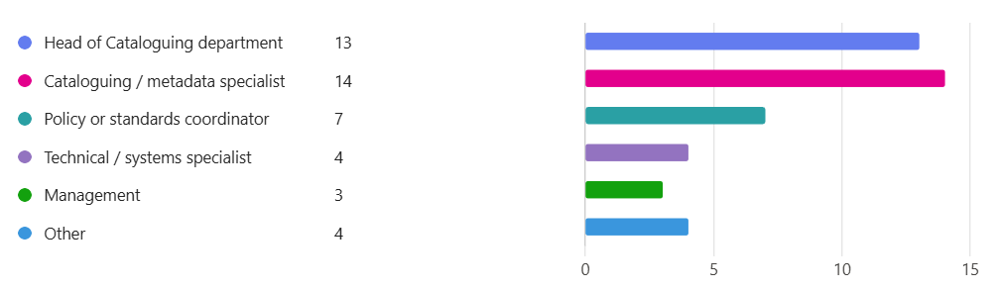 Head of Cataloguing department 13
Cataloguing / metadata specialist 14
Policy or standards coordinator 7
Technical / systems specialist 4
Management 3
Other 4
0 5 10 15